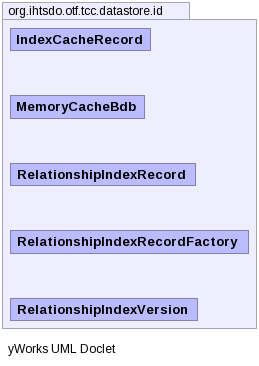 org.ihtsdo.otf.tcc.datastore.id
IndexCacheRecord
MemoryCacheBdb
RelationshipIndexRecord
RelationshipIndexRecordFactory
RelationshipIndexVersion
yWorks UML Doclet